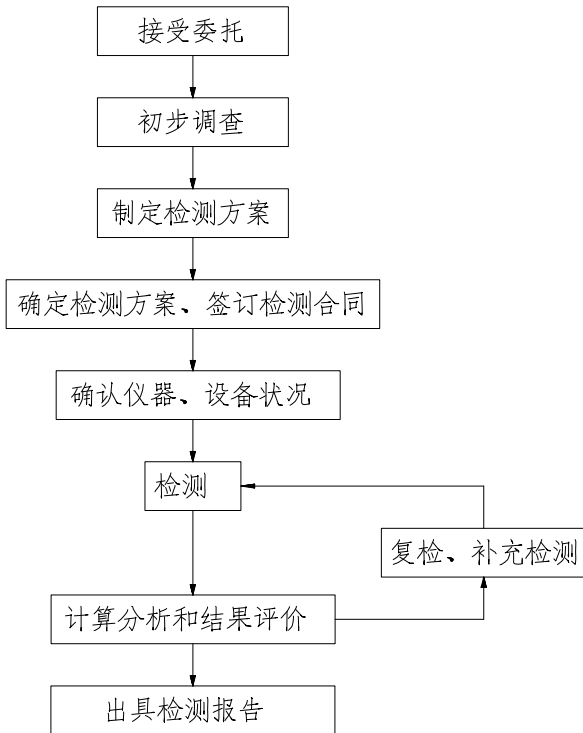 接受委托
初步调查
制定检测方案
确定检测方案、签订检测合同
确认仪器、设备状况
检测
复检、补充检测
计算分析和结果评价
出具检测报告